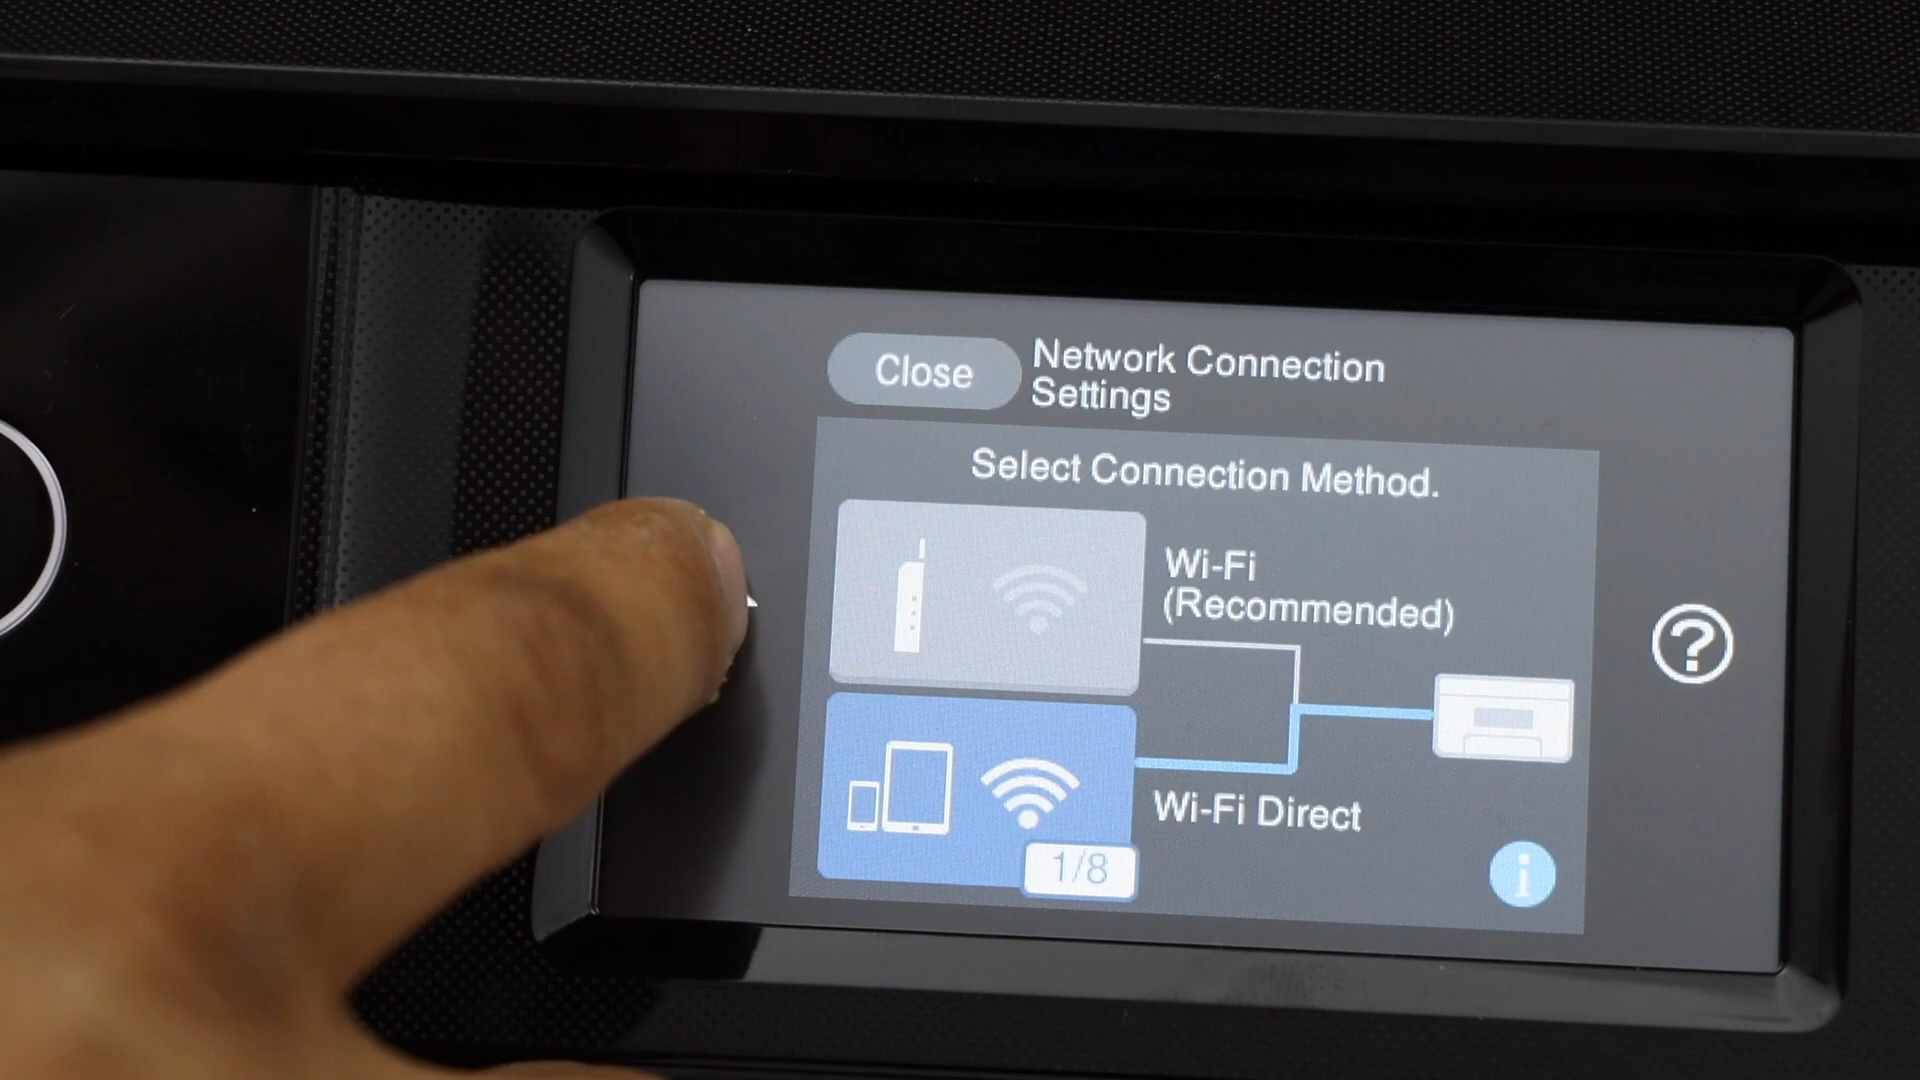 Close
Network Connection
Settings
Select Connection Method.
Wi-Fi
(Recommended)
Wi-Fi Direct
1/8
?
i